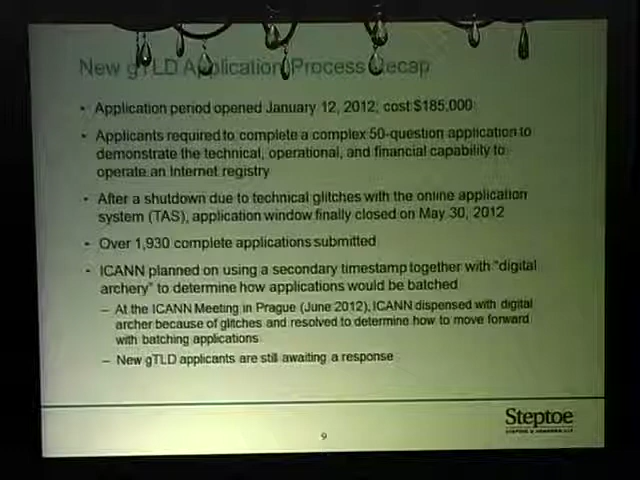 New gTLD Application Process Recap
• Application period opened January 12, 2012; cost $185,000
• Applicants required to complete a complex 50-question application to
demonstrate the technical, operational, and financial capability to
operate an Internet registry
• After a shutdown due to technical glitches with the online application
system (TAS), application window finally closed on May 30, 2012
• Over 1,930 complete applications submitted
• ICANN planned on using a secondary timestamp together with "digital
archery" to determine how applications would be batched
– At the ICANN Meeting in Prague (June 2012), ICANN dispensed with digital
archer because of glitches and resolved to determine how to move forward
with batching applications
– New gTLD applicants are still awaiting a response
9
Steptoe
STEPTOE & JOHNSON LLP